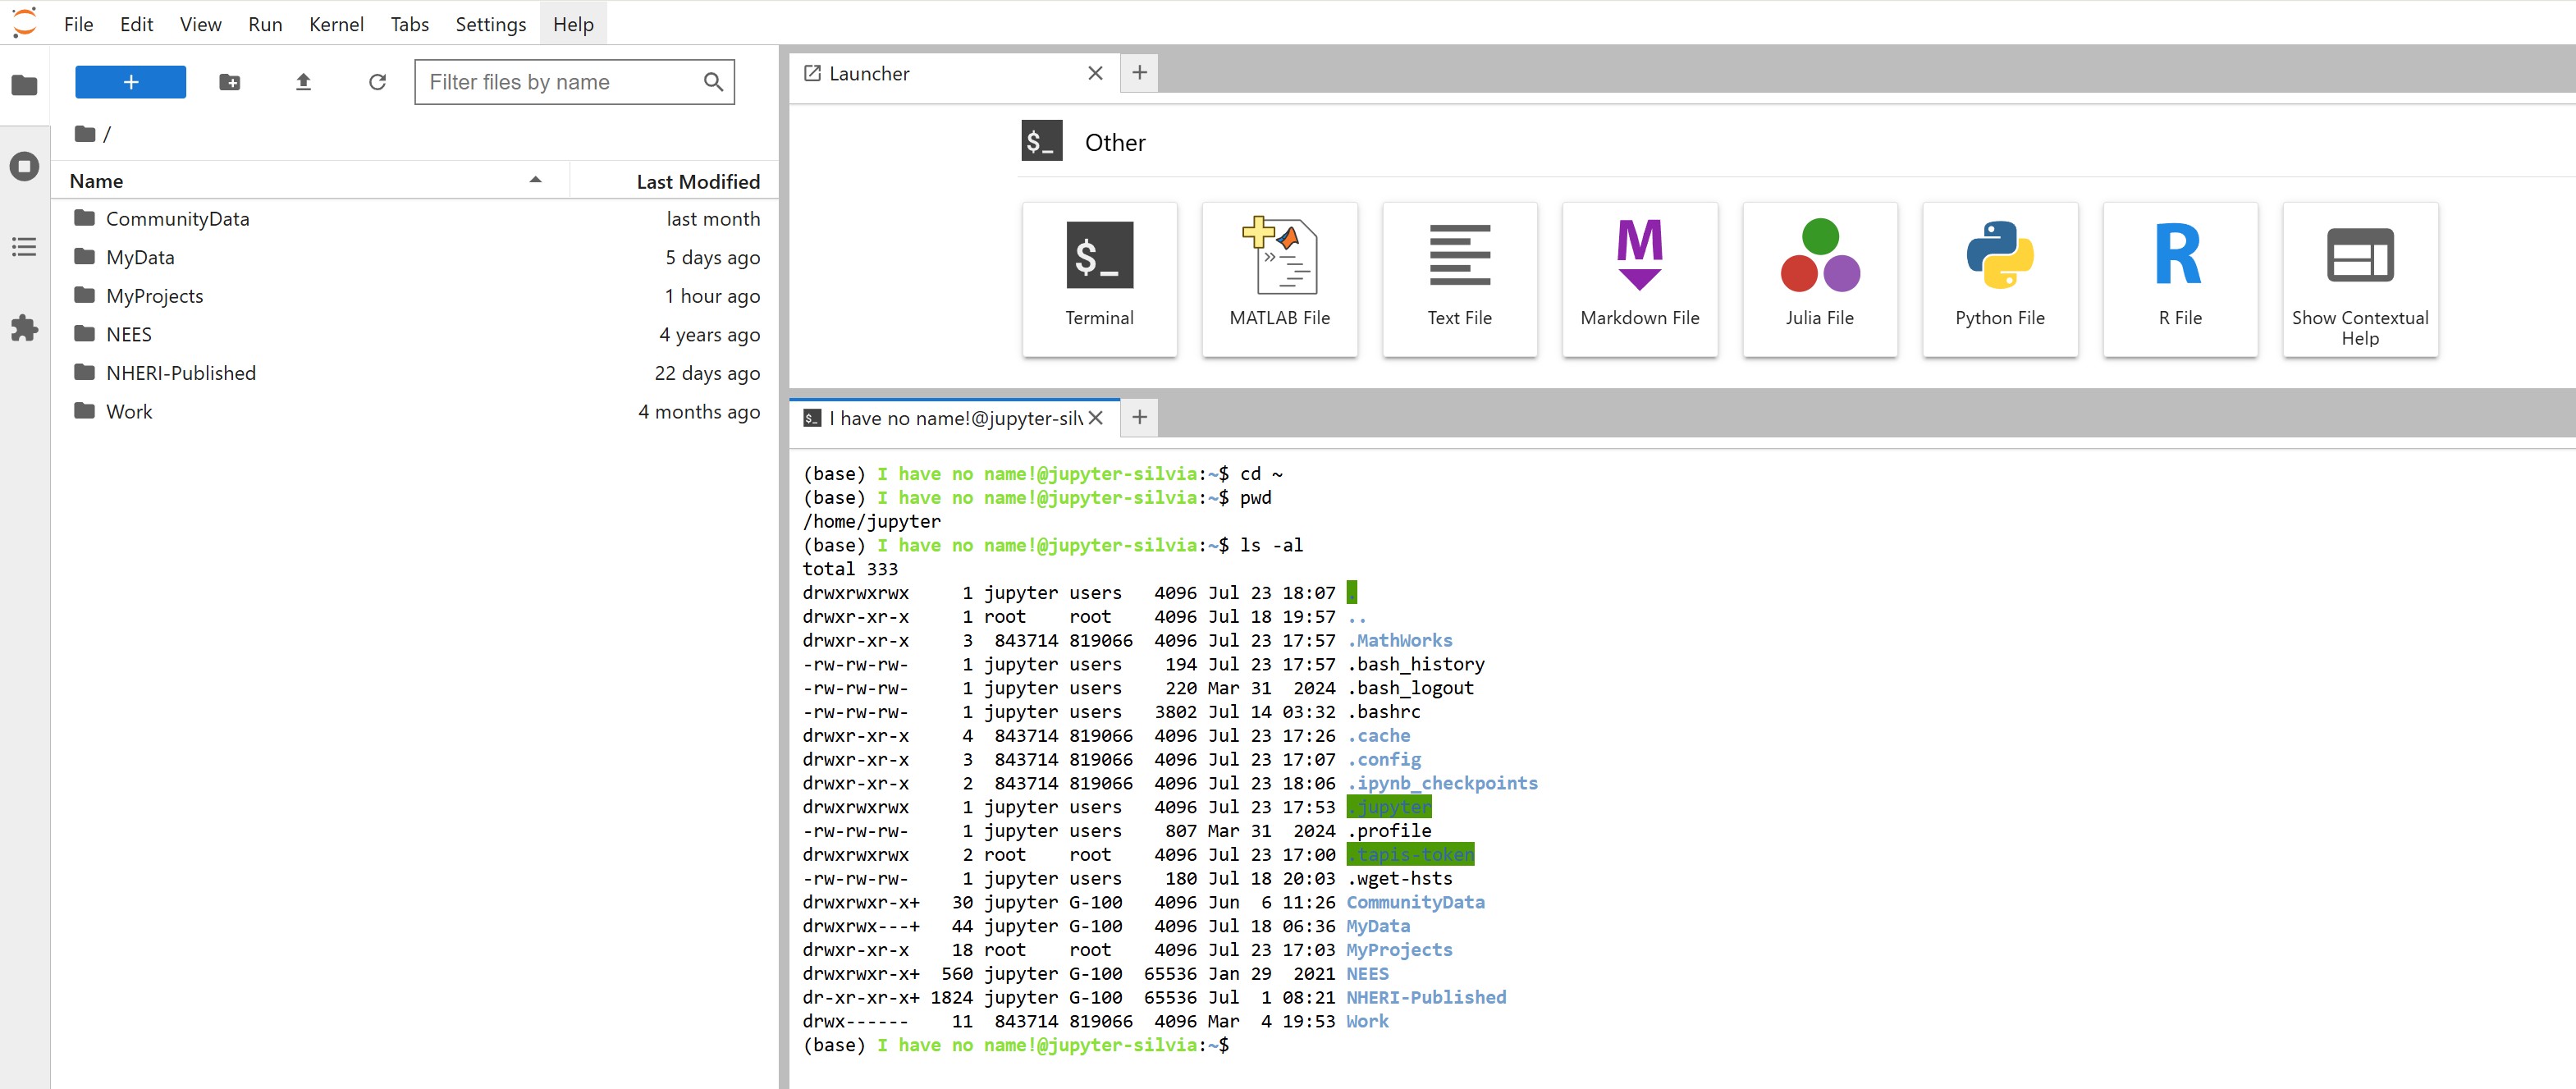 File Edit View Run Kernel Tabs Settings Help
+
Filter files by name
/
Name Last Modified
CommunityData last month
MyData 5 days ago
MyProjects 1 hour ago
NEES 4 years ago
NHERI-Published 22 days ago
Work 4 months ago
Launcher
$_ Other
$_
Terminal
MATLAB File
Text File
M
Markdown File
Julia File
Python File
R
R File
Show Contextual
Help
$_ I have no name!@jupyter-silv
(base) I have no name!@jupyter-silvia:~$ cd ~
(base) I have no name!@jupyter-silvia:~$ pwd
/home/jupyter
(base) I have no name!@jupyter-silvia:~$ ls -al
total 333
drwxrwxrwx 1 jupyter users 4096 Jul 23 18:07 .
drwxr-xr-x 1 root root 4096 Jul 18 19:57 ..
drwxr-xr-x 3 843714 819066 4096 Jul 23 17:57 .MathWorks
-rw-rw-rw- 1 jupyter users 194 Jul 23 17:57 .bash_history
-rw-rw-rw- 1 jupyter users 220 Mar 31 2024 .bash_logout
-rw-rw-rw- 1 jupyter users 3802 Jul 14 03:32 .bashrc
drwxr-xr-x 4 843714 819066 4096 Jul 23 17:26 .cache
drwxr-xr-x 3 843714 819066 4096 Jul 23 17:07 .config
drwxr-xr-x 2 843714 819066 4096 Jul 23 18:06 .ipynb_checkpoints
drwxrwxrwx 1 jupyter users 4096 Jul 23 17:53 .jupyter
-rw-rw-rw- 1 jupyter users 807 Mar 31 2024 .profile
drwxrwxrwx 2 root root 4096 Jul 23 17:00 .tapis-token
-rw-rw-rw- 1 jupyter users 180 Jul 18 20:03 .wget-hsts
drwxrwxr-x+ 30 jupyter G-100 4096 Jun 6 11:26 CommunityData
drwxrwx---+ 44 jupyter G-100 4096 Jul 18 06:36 MyData
drwxr-xr-x 18 root root 4096 Jul 23 17:03 MyProjects
drwxrwxr-x+ 560 jupyter G-100 65536 Jan 29 2021 NEES
dr-xr-xr-x+ 1824 jupyter G-100 65536 Jul 1 08:21 NHERI-Published
drwx------ 11 843714 819066 4096 Mar 4 19:53 Work
(base) I have no name!@jupyter-silvia:~$